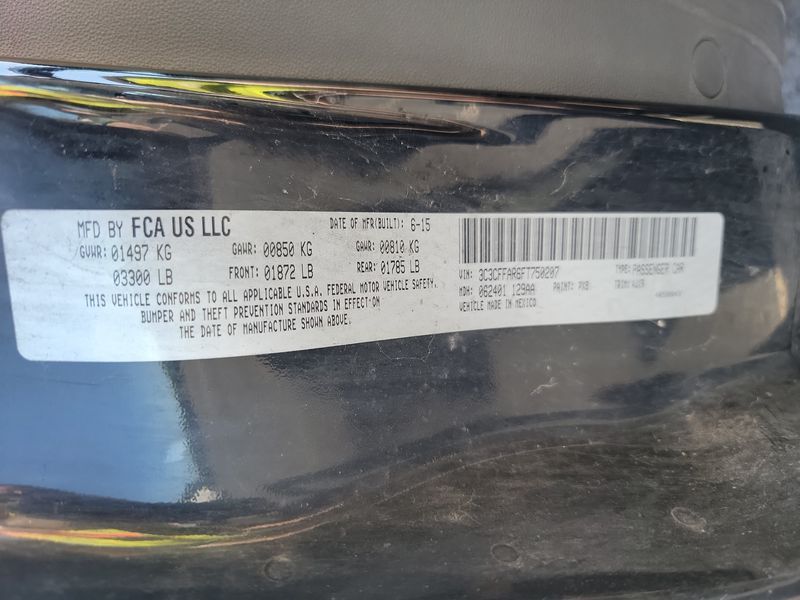 MFD BY FCA US LLC
DATE OF MFR(BUILT): 6-15
GVWR: 01497 KG GAWR: 00850 KG GAWR: 00810 KG
03300 LB FRONT: 01872 LB REAR: 01785 LB
THIS VEHICLE CONFORMS TO ALL APPLICABLE U.S.A. FEDERAL MOTOR VEHICLE SAFETY,
BUMPER AND THEFT PREVENTION STANDARDS IN EFFECT ON
THE DATE OF MANUFACTURE SHOWN ABOVE.
VIN: 3C3CFFAR6FT750207 TYPE: PASSENGER CAR
MDH: 062401 129AA PAINT: PXB TRIM:
VEHICLE MADE IN MEXICO